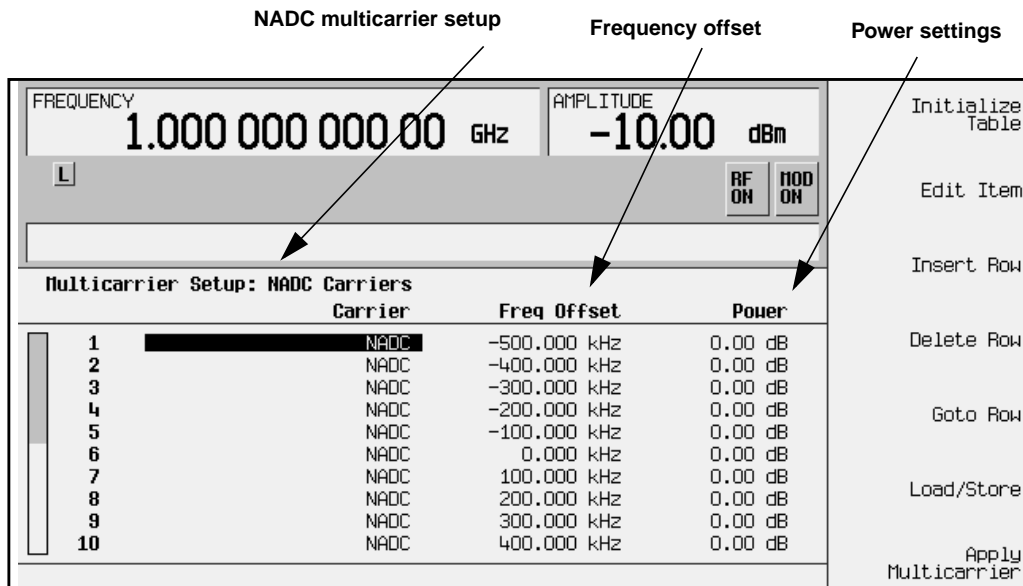 NADC multicarrier setup
Frequency offset
Power settings
FREQUENCY
1.000 000 000 00 GHz
AMPLITUDE
-10.00 dBm
L
RF ON
MOD ON
Multicarrier Setup: NADC Carriers
Carrier Freq Offset Power
1 NADC -500.000 kHz 0.00 dB
2 NADC -400.000 kHz 0.00 dB
3 NADC -300.000 kHz 0.00 dB
4 NADC -200.000 kHz 0.00 dB
5 NADC -100.000 kHz 0.00 dB
6 NADC 0.000 kHz 0.00 dB
7 NADC 100.000 kHz 0.00 dB
8 NADC 200.000 kHz 0.00 dB
9 NADC 300.000 kHz 0.00 dB
10 NADC 400.000 kHz 0.00 dB
Initialize
Table
Edit Item
Insert Row
Delete Row
Goto Row
Load/Store
Apply
Multicarrier